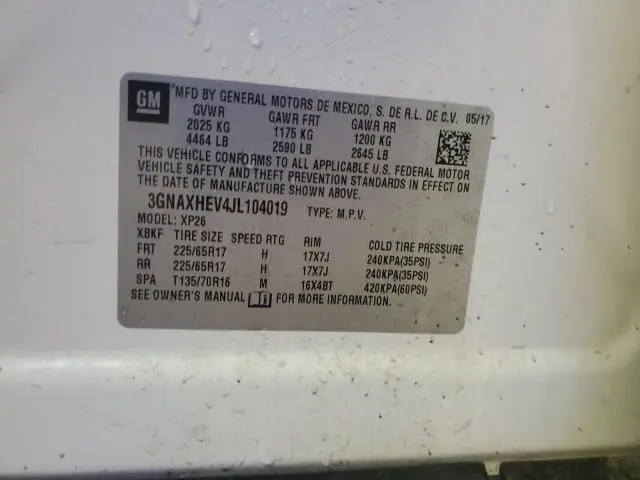 GM
*MFD BY GENERAL MOTORS DE MEXICO, S. DE R.L. DE C.V. 05/17
GVWR GAWR FRT GAWR RR
2025 KG 1175 KG 1200 KG
4464 LB 2590 LB 2645 LB
THIS VEHICLE CONFORMS TO ALL APPLICABLE U.S. FEDERAL MOTOR
VEHICLE SAFETY AND THEFT PREVENTION STANDARDS IN EFFECT ON
THE DATE OF MANUFACTURE SHOWN ABOVE.
3GNAXHEV4JL104019 TYPE: M.P.V.
MODEL: XP26
XBKF TIRE SIZE SPEED RTG RIM COLD TIRE PRESSURE
FRT 225/65R17 H 17X7J 240KPA(35PSI)
RR 225/65R17 H 17X7J 240KPA(35PSI)
SPA T135/70R16 M 16X4BT 420KPA(60PSI)
SEE OWNER'S MANUAL FOR MORE INFORMATION.